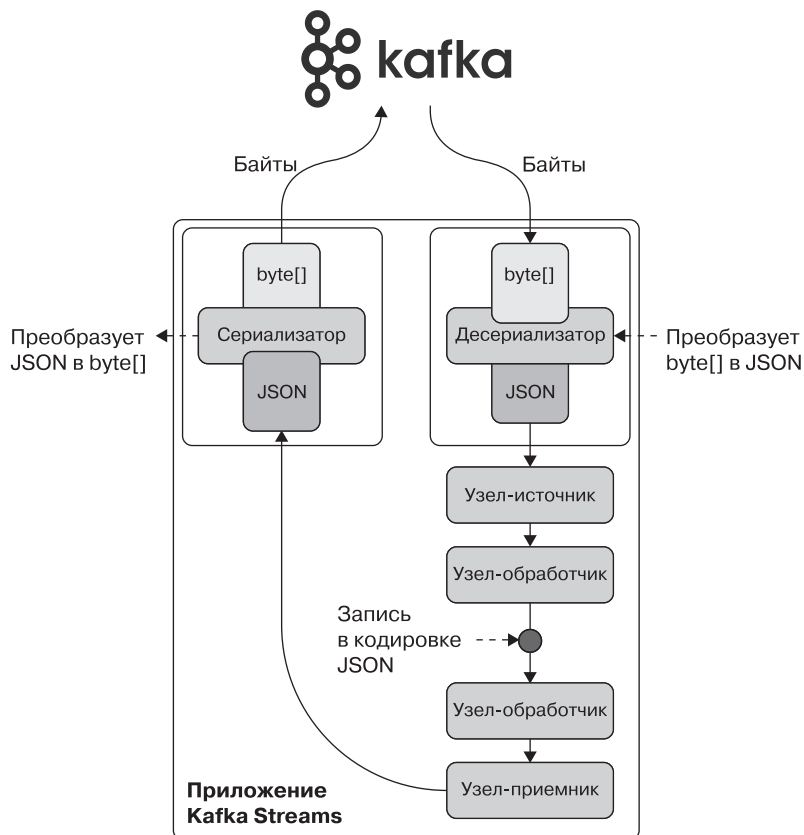 kafka
Байты
Байты
byte[]
byte[]
Преобразует
JSON в byte[]
Сериализатор
Десериализатор
Преобразует
byte[] в JSON
JSON
JSON
Узел-источник
Узел-обработчик
Запись
в кодировке
JSON
Узел-обработчик
Узел-приемник
Приложение
Kafka Streams